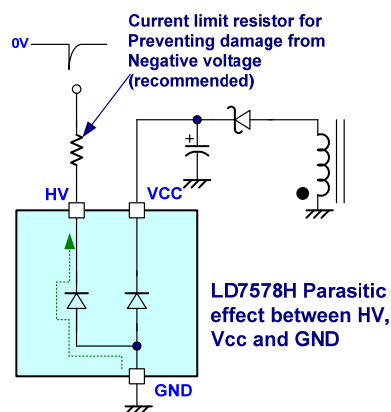 Current limit resistor for
Preventing damage from
Negative voltage
(recommended)
0V
+
HV
VCC
LD7578H Parasitic
effect between HV,
Vcc and GND
GND